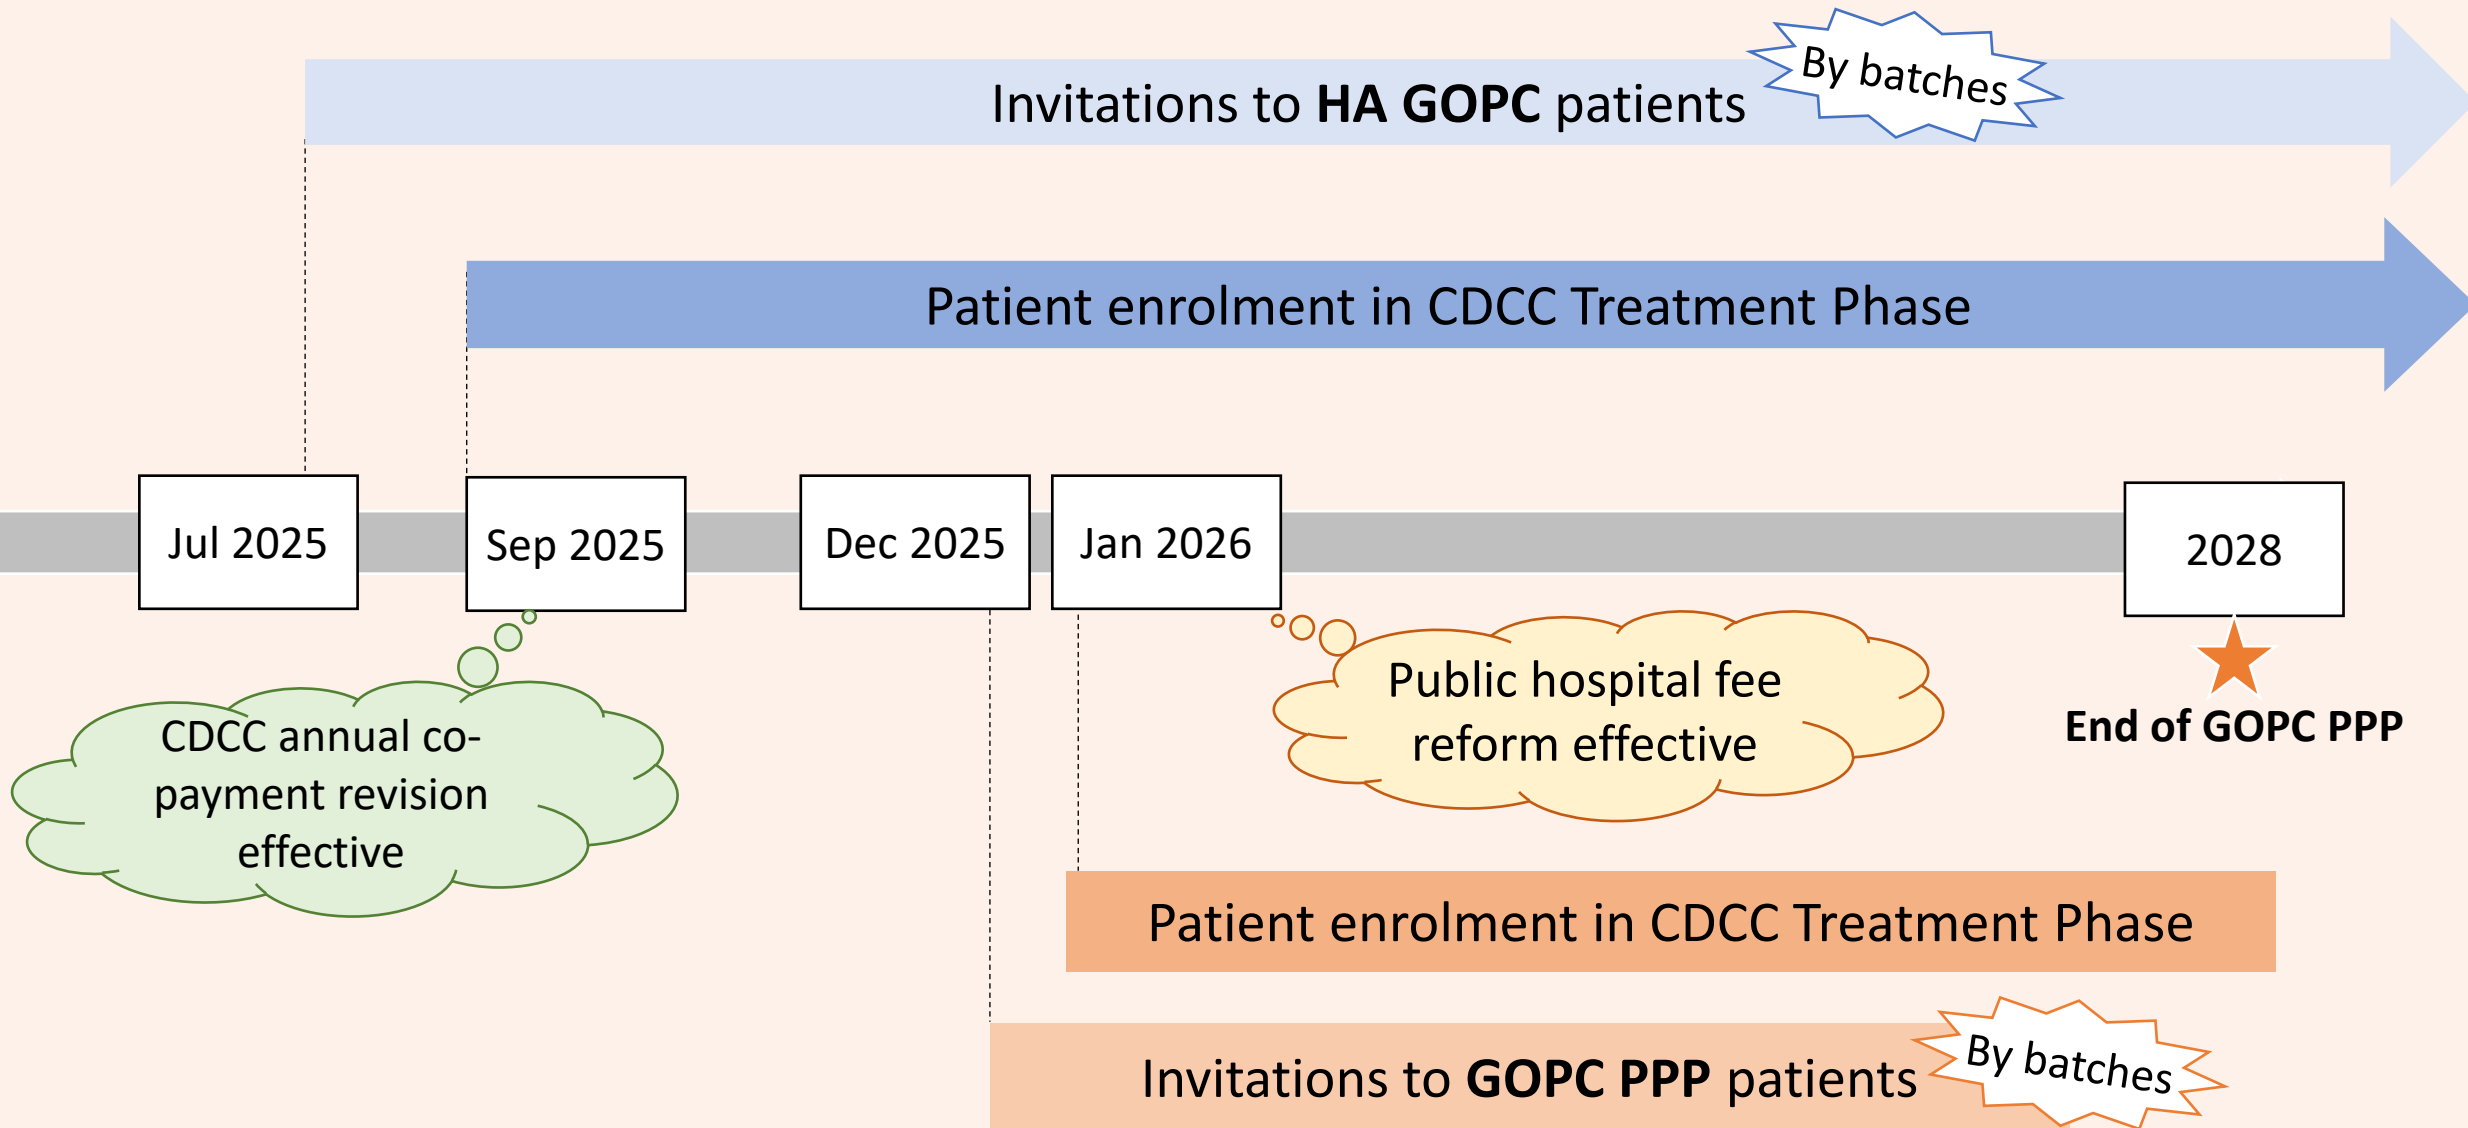 Invitations to HA GOPC patients
By batches
Patient enrolment in CDCC Treatment Phase
Jul 2025
Sep 2025
Dec 2025
Jan 2026
2028
CDCC annual co-
payment revision
effective
Public hospital fee
reform effective
End of GOPC PPP
Patient enrolment in CDCC Treatment Phase
Invitations to GOPC PPP patients
By batches